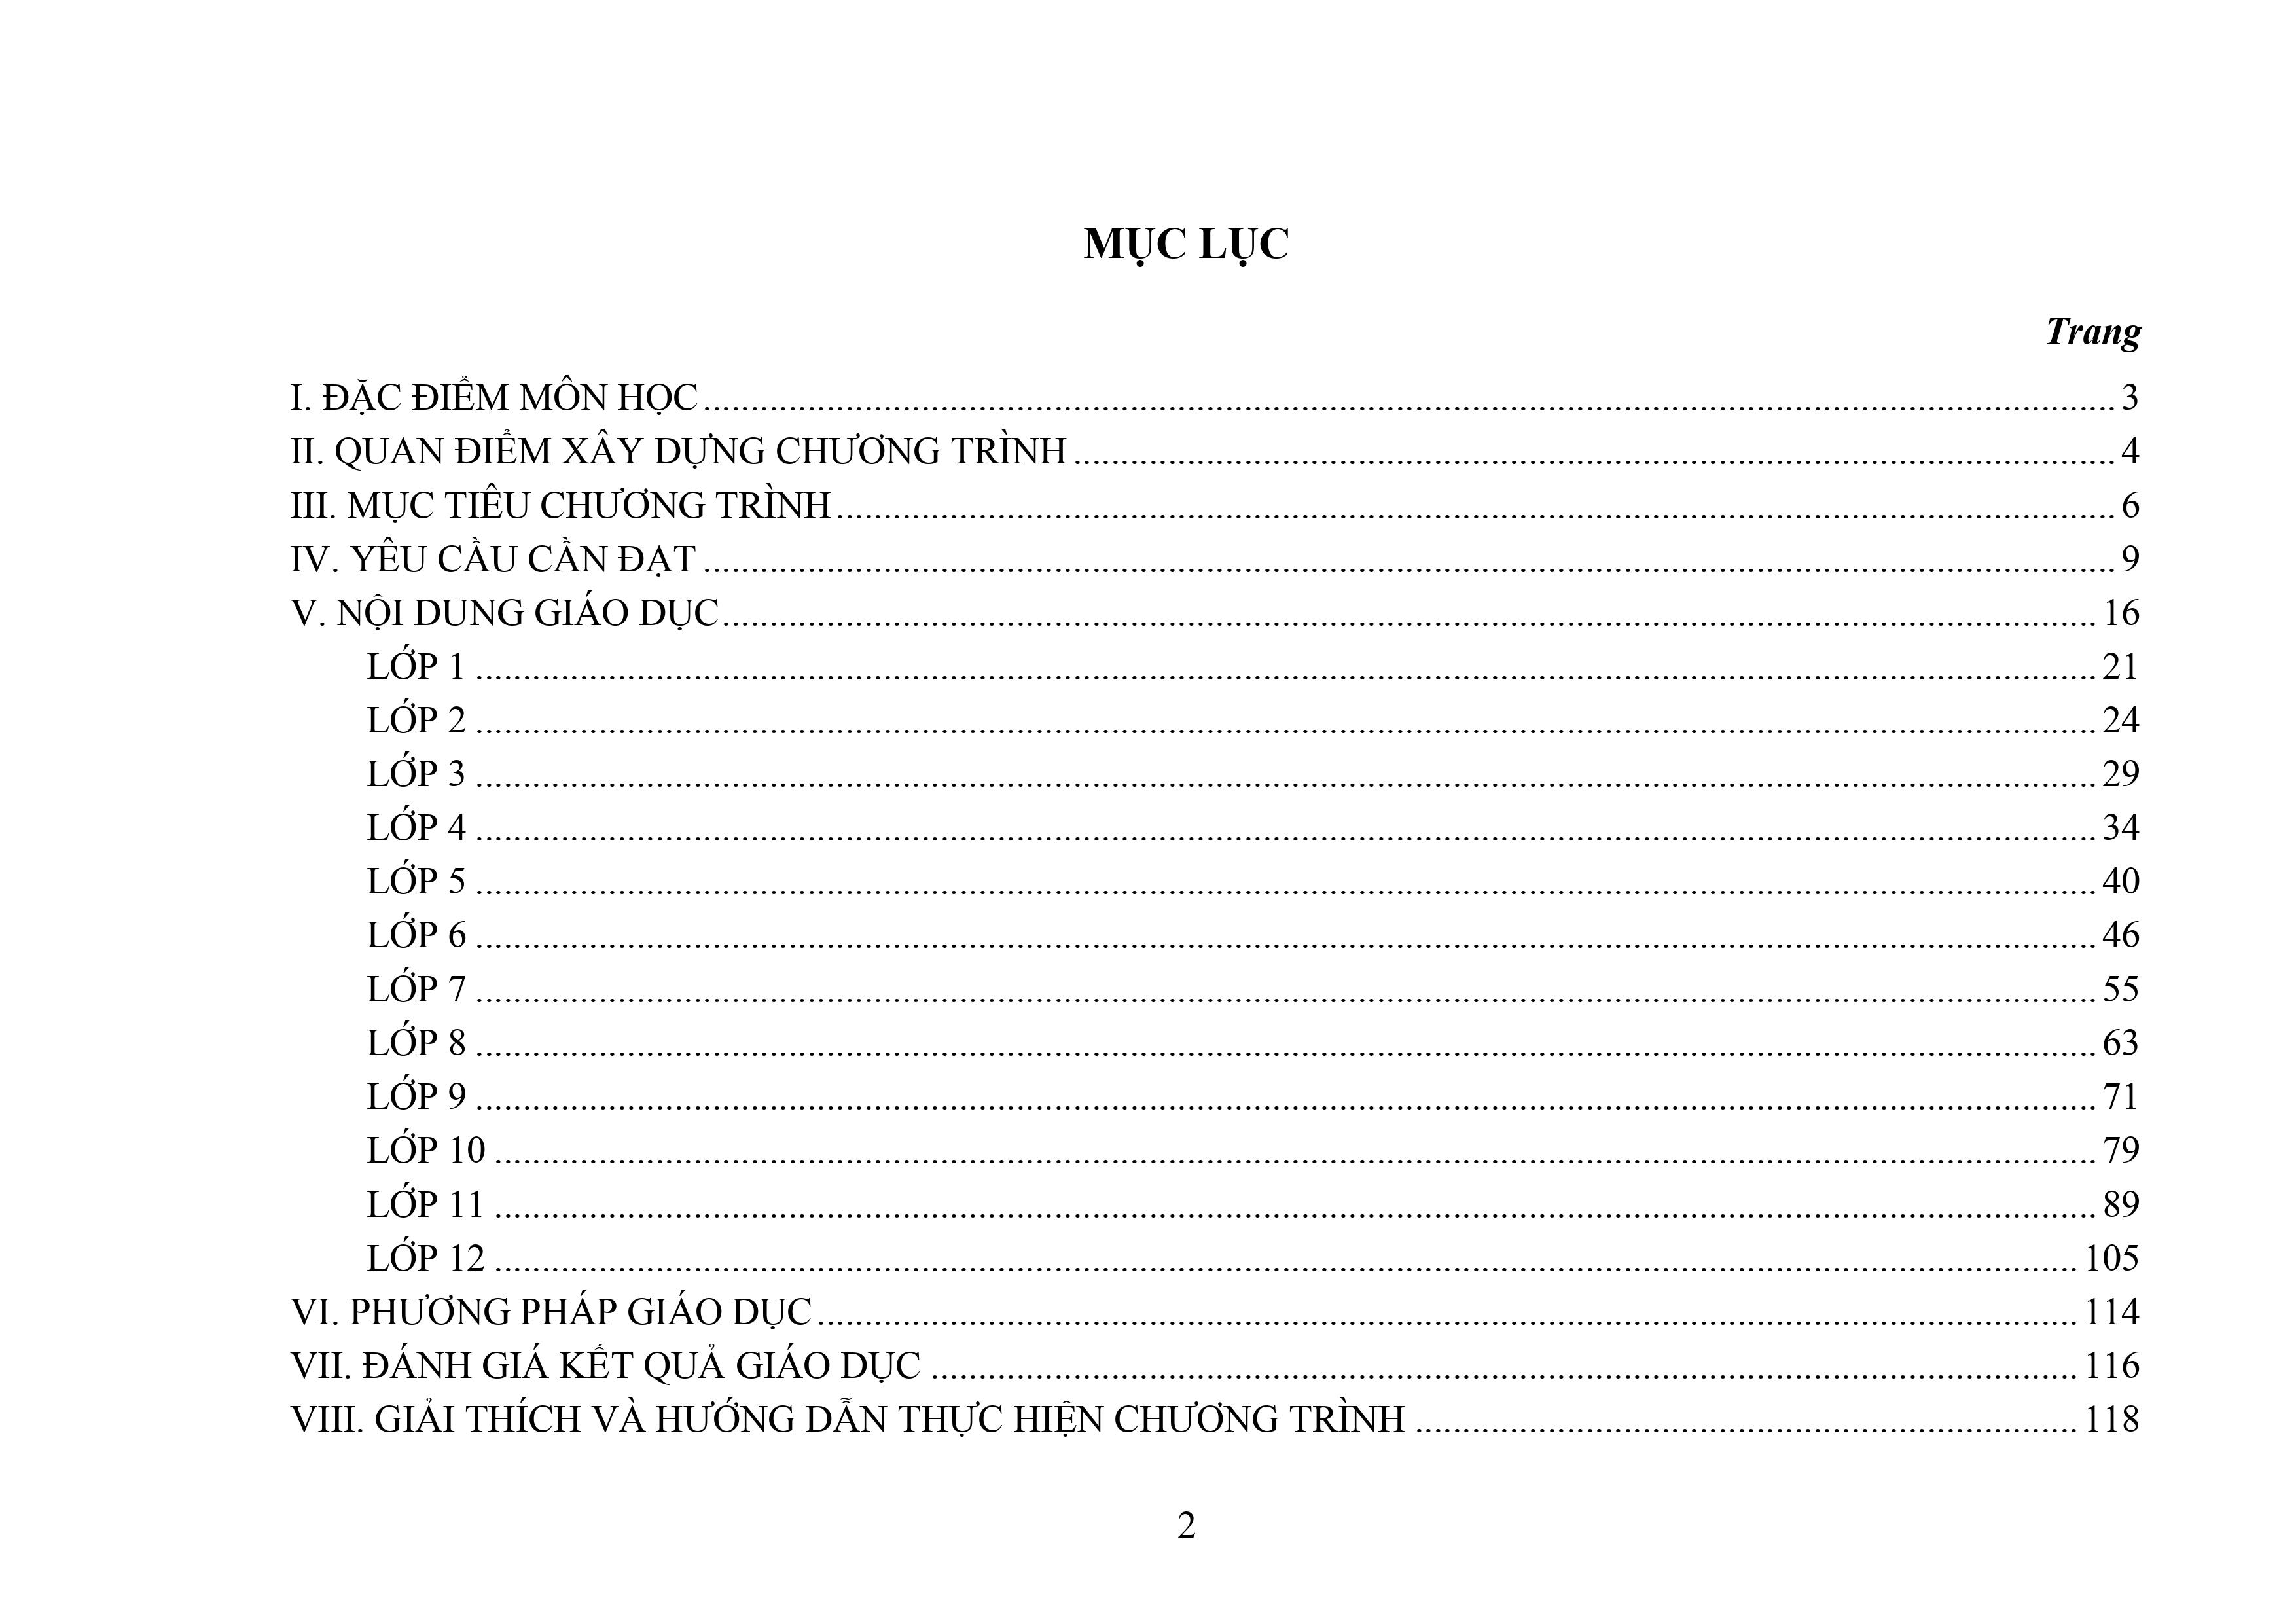 MỤC LỤC
Trang
I. ĐẶC ĐIỂM MÔN HỌC ........ 3
II. QUAN ĐIỂM XÂY DỰNG CHƯƠNG TRÌNH ........ 4
III. MỤC TIÊU CHƯƠNG TRÌNH ........ 6
IV. YÊU CẦU CẦN ĐẠT ........ 9
V. NỘI DUNG GIÁO DỤC ........ 16
LỚP 1 ........ 21
LỚP 2 ........ 24
LỚP 3 ........ 29
LỚP 4 ........ 34
LỚP 5 ........ 40
LỚP 6 ........ 46
LỚP 7 ........ 55
LỚP 8 ........ 63
LỚP 9 ........ 71
LỚP 10 ........ 79
LỚP 11 ........ 89
LỚP 12 ........ 105
VI. PHƯƠNG PHÁP GIÁO DỤC ........ 114
VII. ĐÁNH GIÁ KẾT QUẢ GIÁO DỤC ........ 116
VIII. GIẢI THÍCH VÀ HƯỚNG DẪN THỰC HIỆN CHƯƠNG TRÌNH ........ 118
2